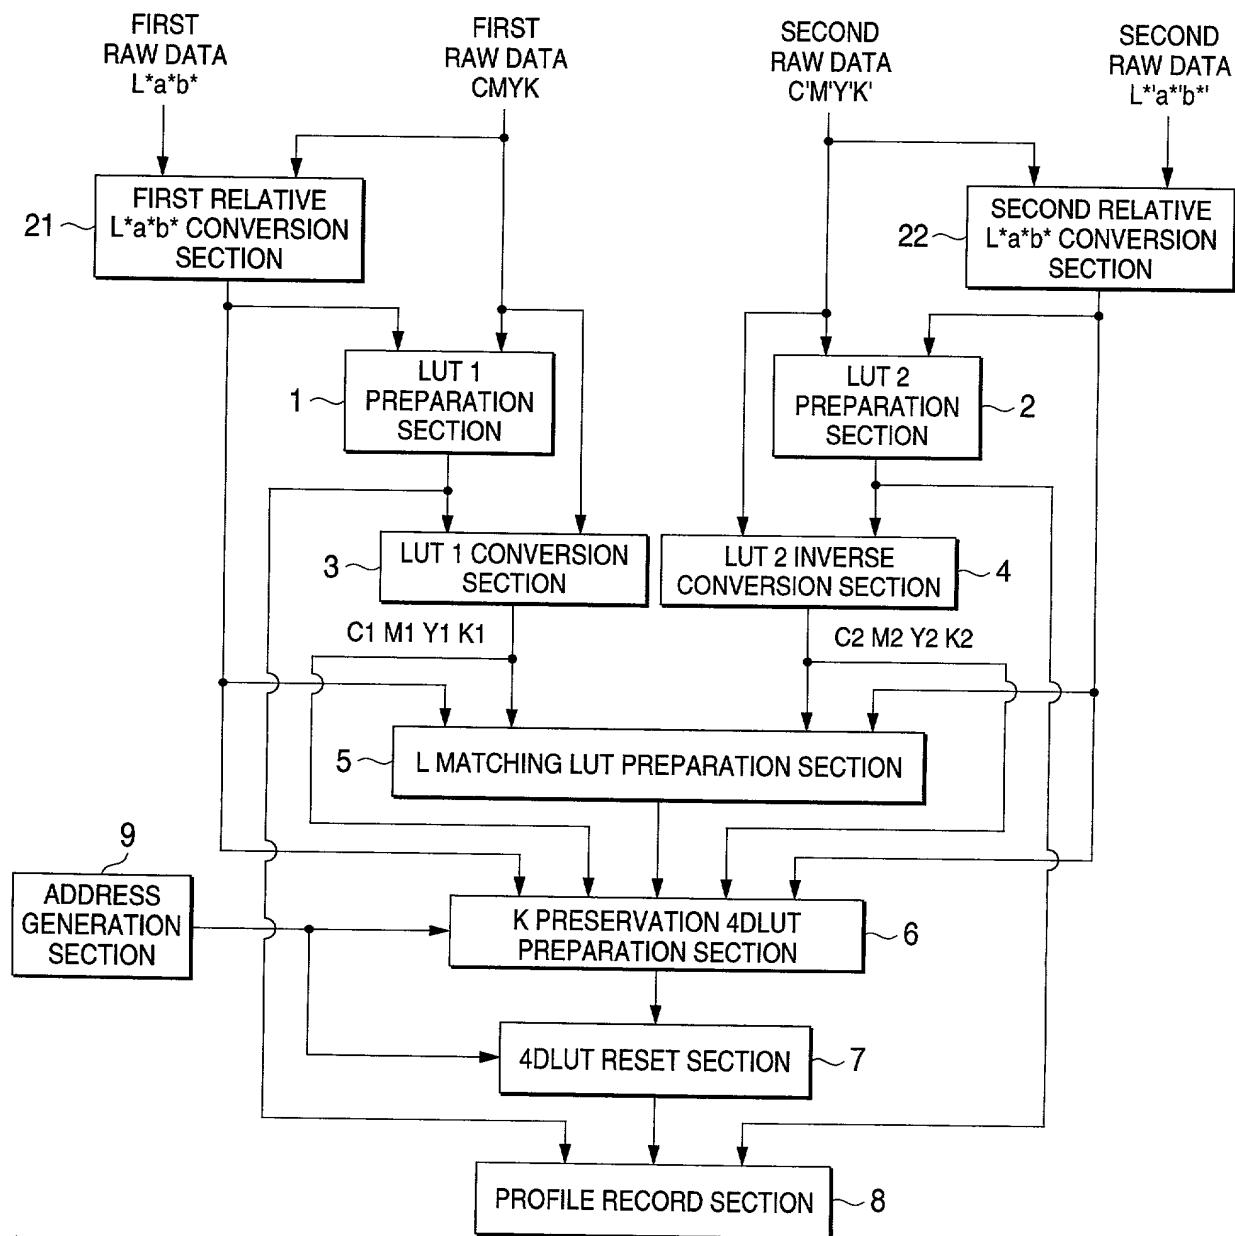 FIRST
RAW DATA
L*a*b*
FIRST
RAW DATA
CMYK
SECOND
RAW DATA
C'M'Y'K'
SECOND
RAW DATA
L*'a*'b*'
21
FIRST RELATIVE
L*a*b* CONVERSION
SECTION
22
SECOND RELATIVE
L*a*b* CONVERSION
SECTION
1
LUT 1
PREPARATION
SECTION
LUT 2
PREPARATION
SECTION
2
3
LUT 1 CONVERSION
SECTION
LUT 2 INVERSE
CONVERSION SECTION
4
C1 M1 Y1 K1
C2 M2 Y2 K2
5
L MATCHING LUT PREPARATION SECTION
9
ADDRESS
GENERATION
SECTION
K PRESERVATION 4DLUT
PREPARATION SECTION
6
4DLUT RESET SECTION
7
PROFILE RECORD SECTION
8